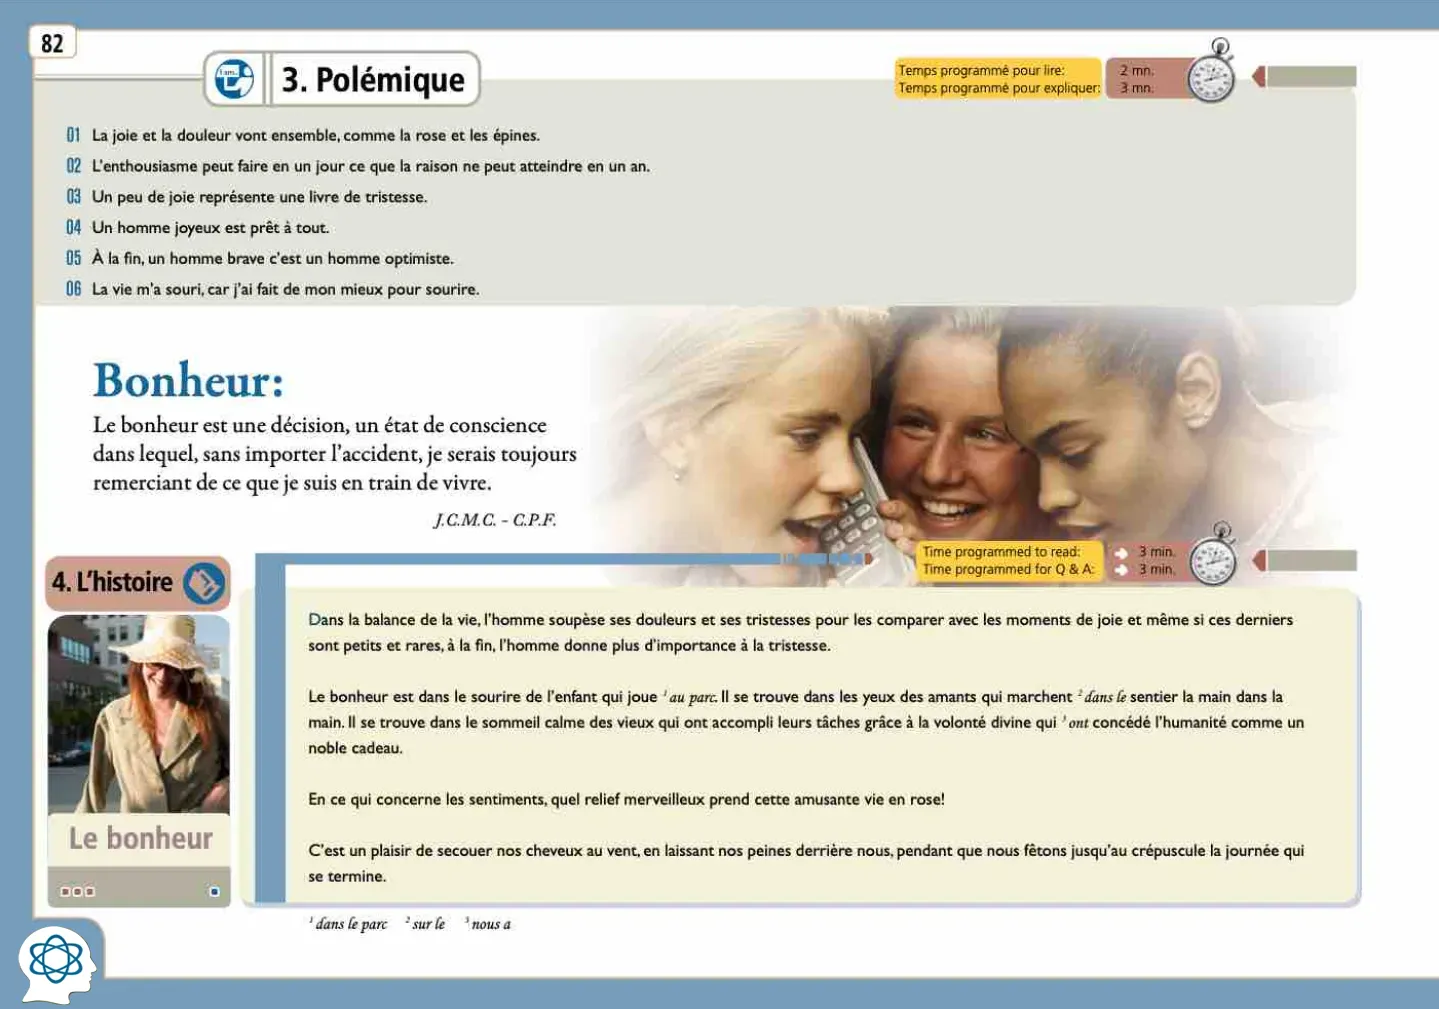 82
3. Polémique
Temps programmé pour lire: 2 mn.
Temps programmé pour expliquer: 3 mn.
01 La joie et la douleur vont ensemble, comme la rose et les épines.
02 L'enthousiasme peut faire en un jour ce que la raison ne peut atteindre en un an.
03 Un peu de joie représente une livre de tristesse.
04 Un homme joyeux est prêt à tout.
05 À la fin, un homme brave c'est un homme optimiste.
06 La vie m'a souri, car j'ai fait de mon mieux pour sourire.
Bonheur:
Le bonheur est une décision, un état de conscience
dans lequel, sans importer l'accident, je serais toujours
remerciant de ce que je suis en train de vivre.
J.C.M.C. - C.P.F.
Time programmed to read: 3 min.
Time programmed for Q & A: 3 min.
4. L'histoire
Le bonheur
Dans la balance de la vie, l'homme soupèse ses douleurs et ses tristesses pour les comparer avec les moments de joie et même si ces derniers
sont petits et rares, à la fin, l'homme donne plus d'importance à la tristesse.
Le bonheur est dans le sourire de l'enfant qui joue ¹ au parc. Il se trouve dans les yeux des amants qui marchent ² dans le sentier la main dans la
main. Il se trouve dans le sommeil calme des vieux qui ont accompli leurs tâches grâce à la volonté divine qui ³ ont concédé l'humanité comme un
noble cadeau.
En ce qui concerne les sentiments, quel relief merveilleux prend cette amusante vie en rose!
C'est un plaisir de secouer nos cheveux au vent, en laissant nos peines derrière nous, pendant que nous fêtons jusqu'au crépuscule la journée qui
se termine.
¹ dans le parc ² sur le ³ nous a